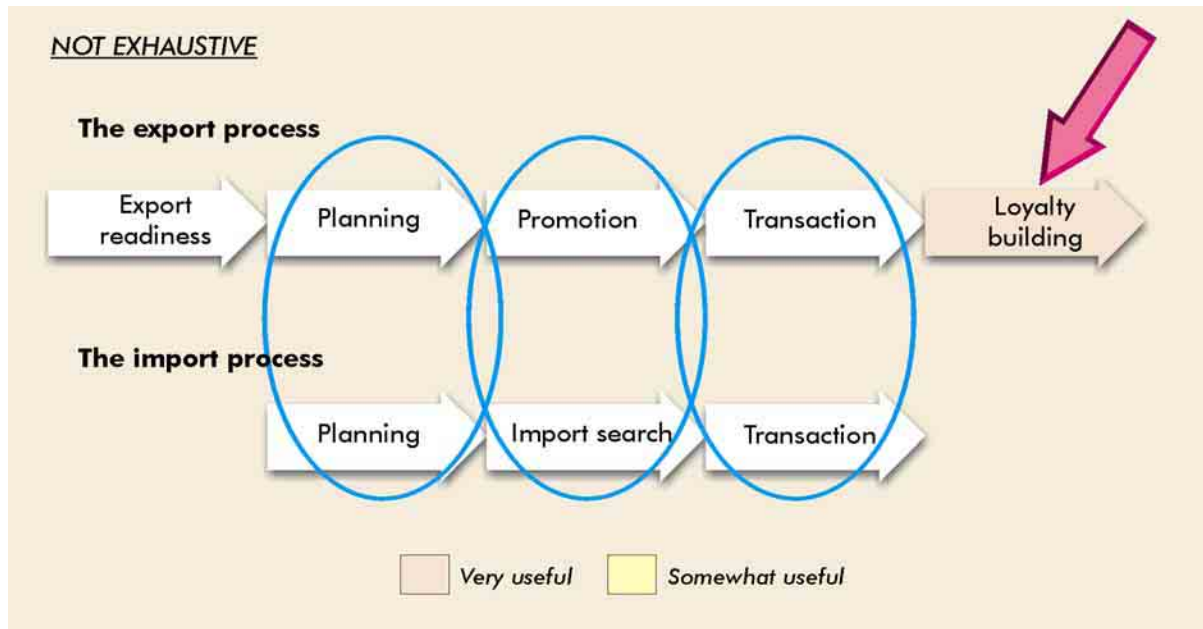 NOT EXHAUSTIVE
The export process
Export
readiness
Planning
Promotion
Transaction
Loyalty
building
The import process
Planning
Import search
Transaction
Very useful
Somewhat useful